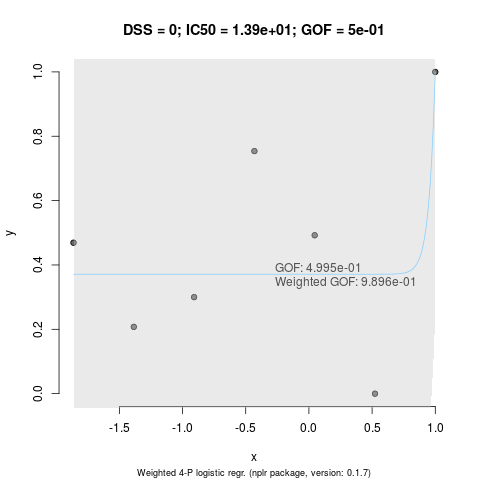 DSS = 0; IC50 = 1.39e+01; GOF = 5e-01
1.0
0.8
0.6
0.4
0.2
0.0
y
GOF: 4.995e-01
Weighted GOF: 9.896e-01
-1.5 -1.0 -0.5 0.0 0.5 1.0
x
Weighted 4-P logistic regr. (nplr package, version: 0.1.7)